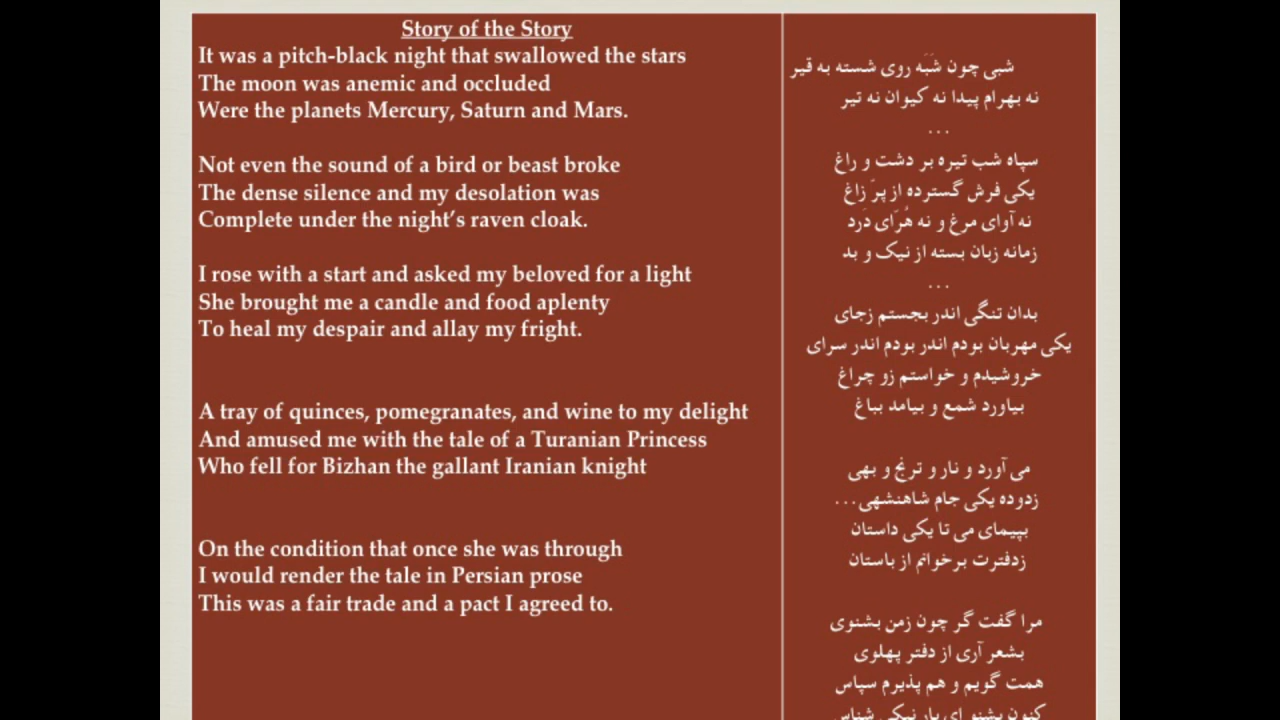 Story of the Story
It was a pitch-black night that swallowed the stars
The moon was anemic and occluded
Were the planets Mercury, Saturn and Mars.
Not even the sound of a bird or beast broke
The dense silence and my desolation was
Complete under the night’s raven cloak.
I rose with a start and asked my beloved for a light
She brought me a candle and food aplenty
To heal my despair and allay my fright.
A tray of quinces, pomegranates, and wine to my delight
And amused me with the tale of a Turanian Princess
Who fell for Bizhan the gallant Iranian knight
On the condition that once she was through
I would render the tale in Persian prose
This was a fair trade and a pact I agreed to.
شبی چون شَبَه روی شسته به قیر
نه بهرام پیدا نه کیوان نه تیر
...
سپاه شب تیره بر دشت و راغ
یکی فرش گسترده از پرّ زاغ
نه آوای مرغ و نه هُرّای دَرد
زمانه زبان بسته از نیک و بد
...
بدان تنگی اندر بجستم زجای
یکی مهربان بودم اندر بودم اندر سرای
خروشیدم و خواستم زو چراغ
بیاورد شمع و بیامد بباغ
می آورد و نار و ترنج و بهی
زدوده یکی جام شاهنشهی...
بپیمای می تا یکی داستان
زدفترت برخوانم از باستان
مرا گفت گر چون زمن بشنوی
بشعر آری از دفتر پهلوی
همت گویم و هم پذیرم سپاس
کنون بشنو ای یار نیکی شناس